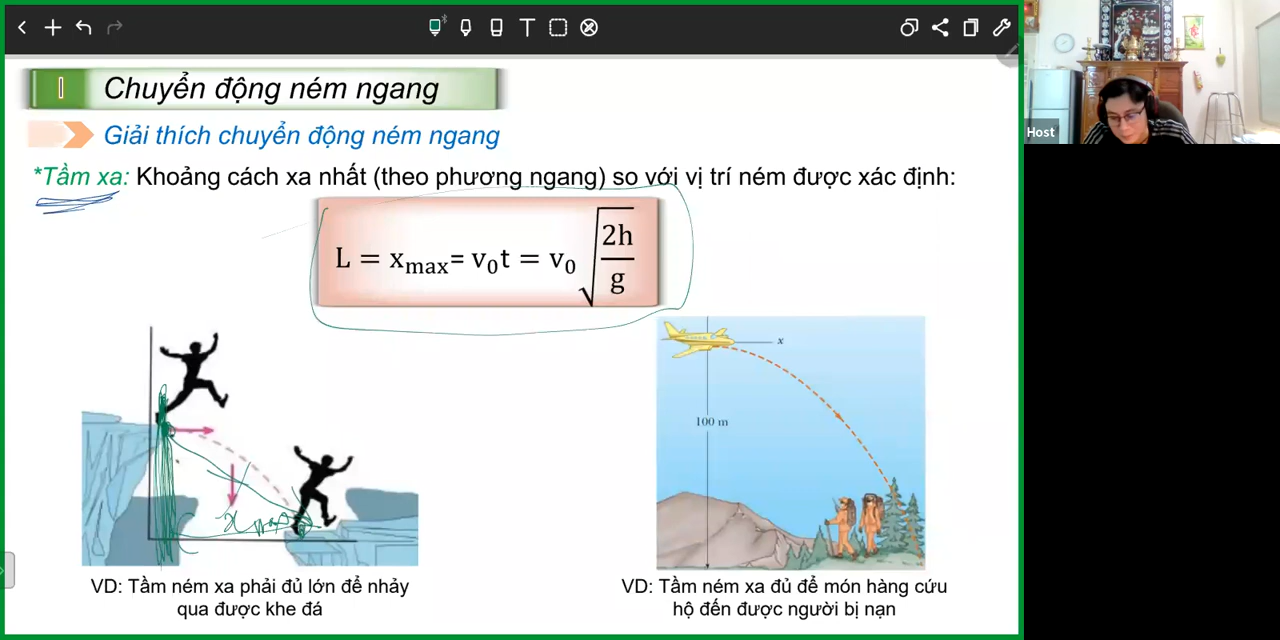 I
Chuyển động ném ngang
Giải thích chuyển động ném ngang
*Tầm xa: Khoảng cách xa nhất (theo phương ngang) so với vị trí ném được xác định:
L = xmax= v0t = v0 √(2h/g)
x
100 m
x max
VD: Tầm ném xa phải đủ lớn để nhảy
qua được khe đá
VD: Tầm ném xa đủ để món hàng cứu
hộ đến được người bị nạn
Host